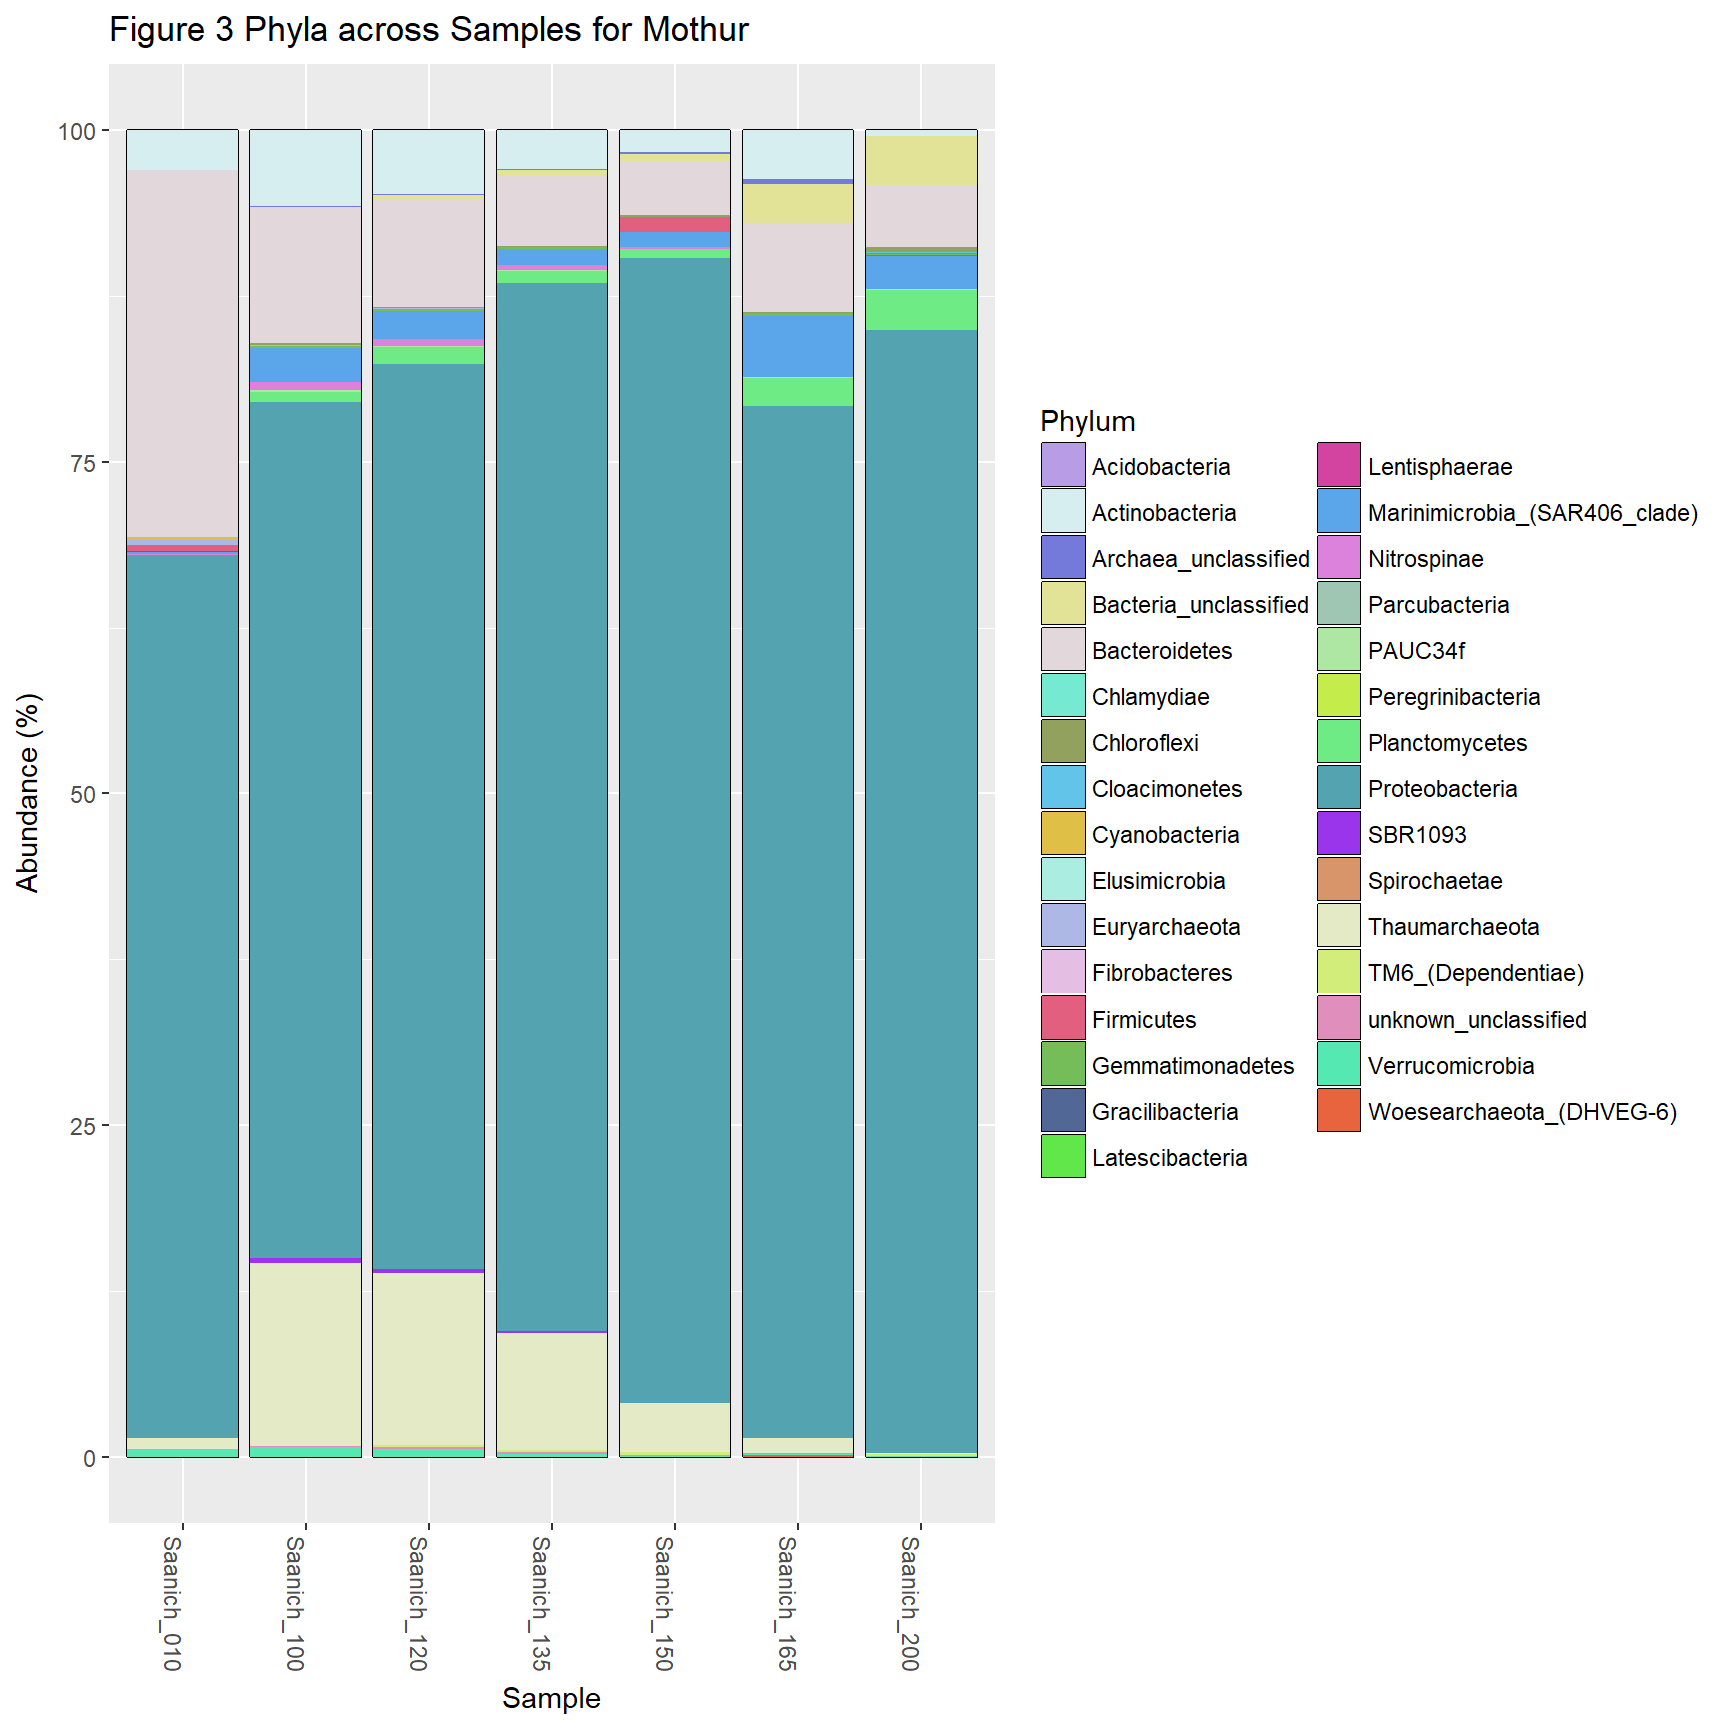 Figure 3 Phyla across Samples for Mothur
100
75
50
25
0
Abundance (%)
Saanich_010
Saanich_100
Saanich_120
Saanich_135
Saanich_150
Saanich_165
Saanich_200
Sample
Phylum
Acidobacteria
Actinobacteria
Archaea_unclassified
Bacteria_unclassified
Bacteroidetes
Chlamydiae
Chloroflexi
Cloacimonetes
Cyanobacteria
Elusimicrobia
Euryarchaeota
Fibrobacteres
Firmicutes
Gemmatimonadetes
Gracilibacteria
Latescibacteria
Lentisphaerae
Marinimicrobia_(SAR406_clade)
Nitrospinae
Parcubacteria
PAUC34f
Peregrinibacteria
Planctomycetes
Proteobacteria
SBR1093
Spirochaetae
Thaumarchaeota
TM6_(Dependentiae)
unknown_unclassified
Verrucomicrobia
Woesearchaeota_(DHVEG-6)